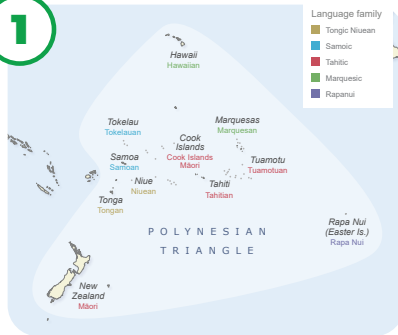 1
Language family
Tongic Niuean
Samoic
Tahitic
Marquesic
Rapanui
Hawaii
Hawaiian
Tokelau
Tokelauan
Marquesas
Marquesan
Cook
Islands
Cook Islands
Māori
Samoa
Samoan
Tuamotu
Tuamotuan
Niue
Niuean
Tahiti
Tahitian
Tonga
Tongan
Rapa Nui
(Easter Is.)
Rapa Nui
POLYNESIAN
TRIANGLE
New
Zealand
Māori